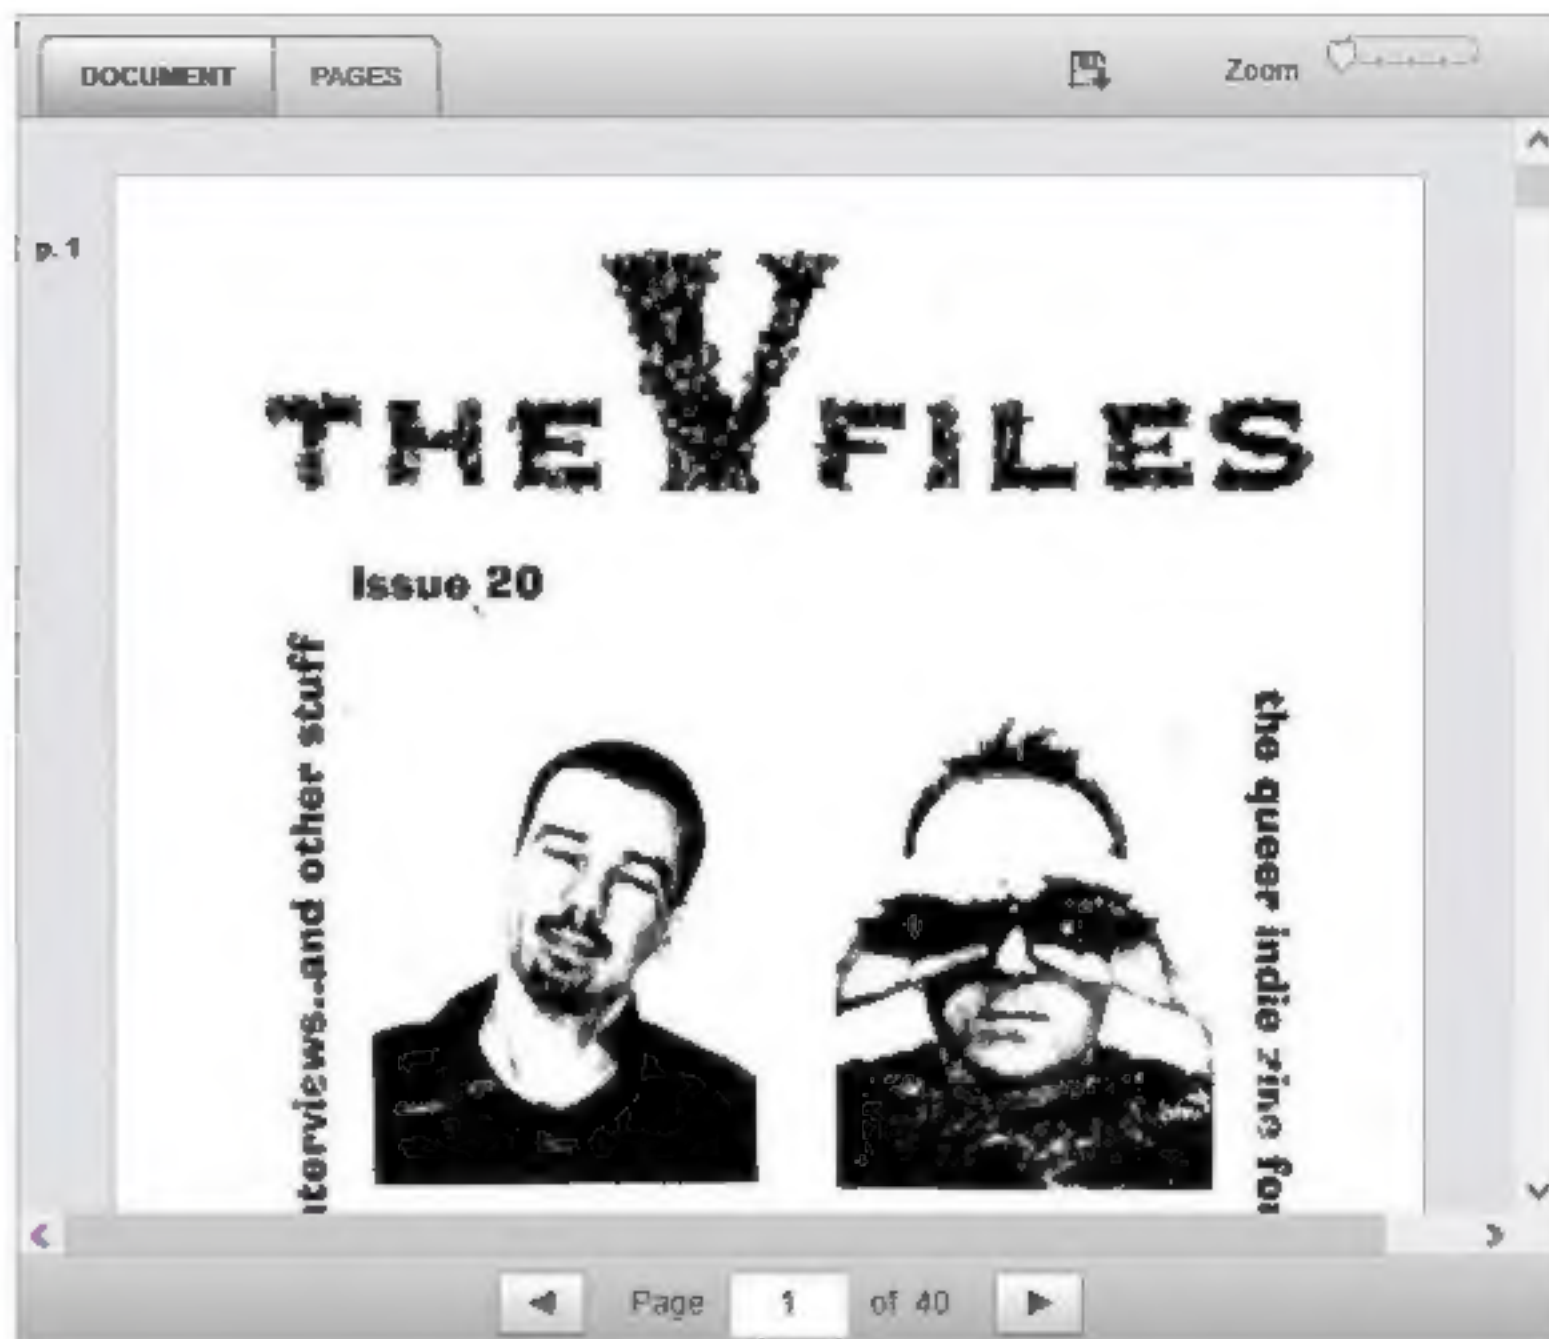 DOCUMENT PAGES Zoom
p. 1
THE V FILES
Issue 20
and other stuff
the queer indie zine
Page 1 of 40